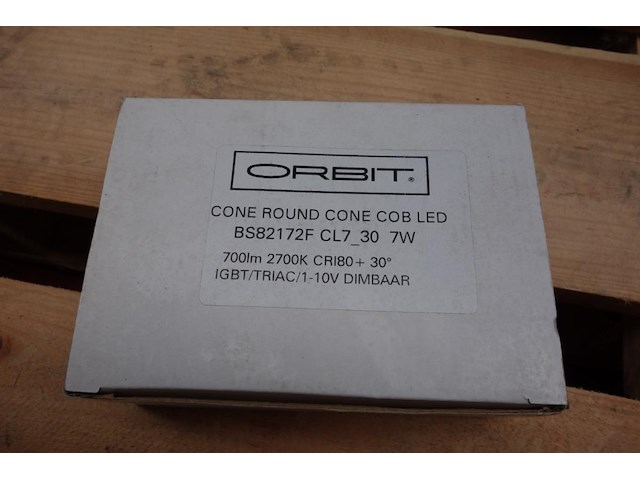 ORBIT®
CONE ROUND CONE COB LED
BS82172F CL7_30 7W
700lm 2700K CRI80+ 30°
IGBT/TRIAC/1-10V DIMBAAR